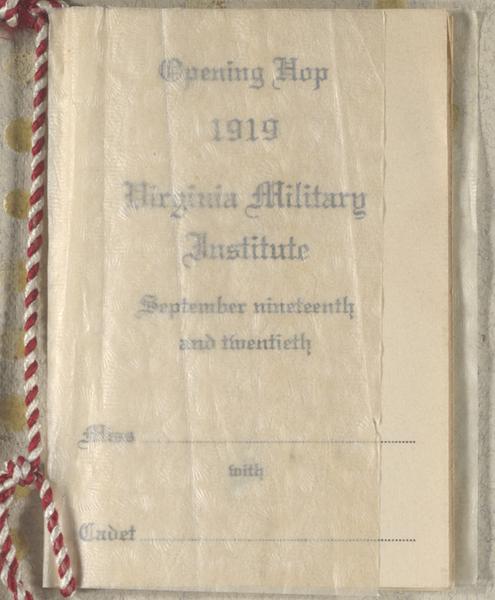 Opening Hop
1919
Virginia Military
Institute
September nineteenth
and twentieth
Miss
with
Cadet